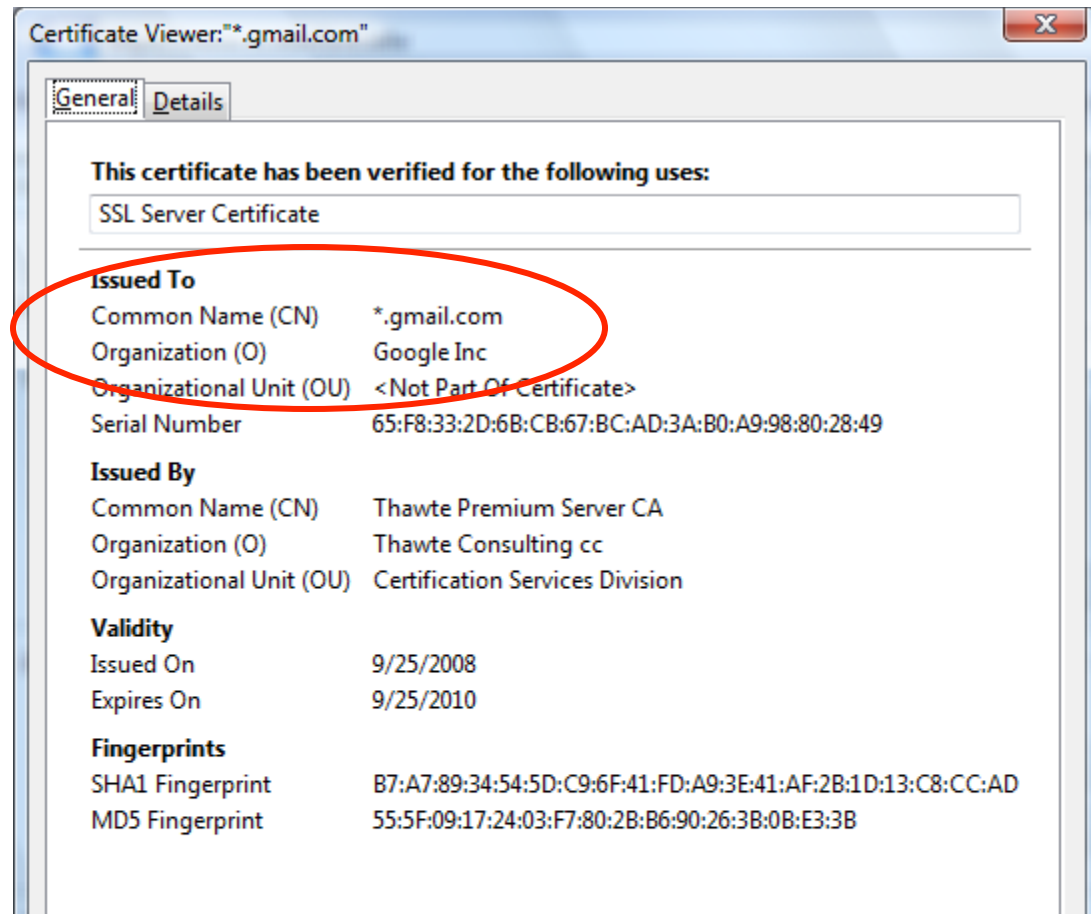 Certificate Viewer:"*.gmail.com"
General Details
This certificate has been verified for the following uses:
SSL Server Certificate
Issued To
Common Name (CN) *.gmail.com
Organization (O) Google Inc
Organizational Unit (OU) <Not Part Of Certificate>
Serial Number 65:F8:33:2D:6B:CB:67:BC:AD:3A:B0:A9:98:80:28:49
Issued By
Common Name (CN) Thawte Premium Server CA
Organization (O) Thawte Consulting cc
Organizational Unit (OU) Certification Services Division
Validity
Issued On 9/25/2008
Expires On 9/25/2010
Fingerprints
SHA1 Fingerprint B7:A7:89:34:54:5D:C9:6F:41:FD:A9:3E:41:AF:2B:1D:13:C8:CC:AD
MD5 Fingerprint 55:5F:09:17:24:03:F7:80:2B:B6:90:26:3B:0B:E3:3B